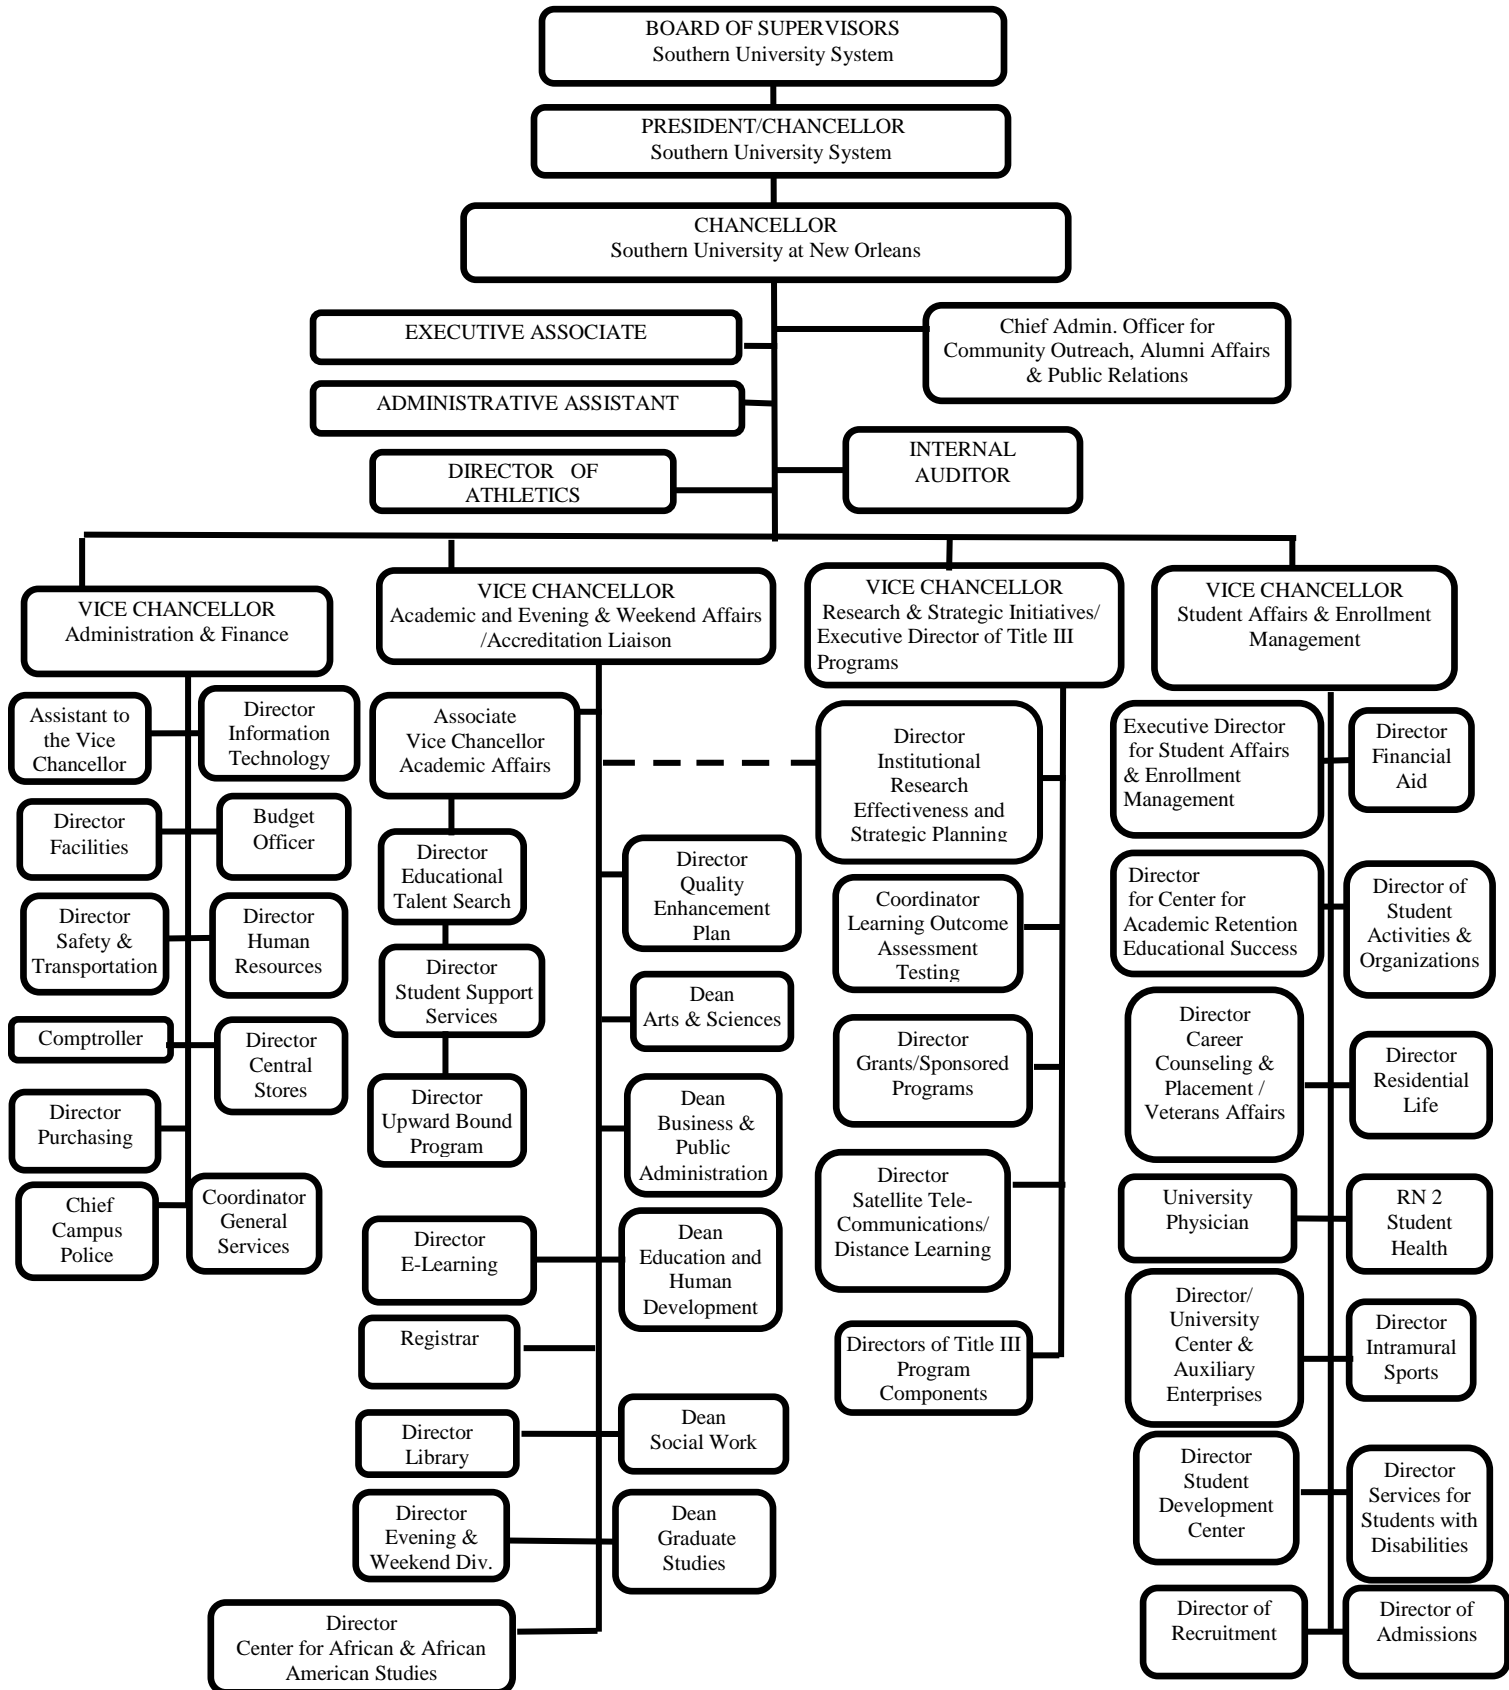 BOARD OF SUPERVISORS
Southern University System
PRESIDENT/CHANCELLOR
Southern University System
CHANCELLOR
Southern University at New Orleans
EXECUTIVE ASSOCIATE
Chief Admin. Officer for
Community Outreach, Alumni Affairs
& Public Relations
ADMINISTRATIVE ASSISTANT
INTERNAL
AUDITOR
DIRECTOR OF
ATHLETICS
VICE CHANCELLOR
Administration & Finance
VICE CHANCELLOR
Academic and Evening & Weekend Affairs
/Accreditation Liaison
VICE CHANCELLOR
Research & Strategic Initiatives/
Executive Director of Title III
Programs
VICE CHANCELLOR
Student Affairs & Enrollment
Management
Assistant to
the Vice
Chancellor
Director
Information
Technology
Director
Facilities
Budget
Officer
Director
Safety &
Transportation
Director
Human
Resources
Comptroller
Director
Central
Stores
Director
Purchasing
Chief
Campus
Police
Coordinator
General
Services
Associate
Vice Chancellor
Academic Affairs
Director
Educational
Talent Search
Director
Quality
Enhancement
Plan
Director
Student Support
Services
Dean
Arts & Sciences
Director
Upward Bound
Program
Dean
Business &
Public
Administration
Director
E-Learning
Dean
Education and
Human
Development
Registrar
Director
Library
Dean
Social Work
Director
Evening &
Weekend Div.
Dean
Graduate
Studies
Director
Center for African & African
American Studies
Director
Institutional
Research
Effectiveness and
Strategic Planning
Coordinator
Learning Outcome
Assessment
Testing
Director
Grants/Sponsored
Programs
Director
Satellite Tele-
Communications/
Distance Learning
Directors of Title III
Program
Components
Executive Director
for Student Affairs
& Enrollment
Management
Director
Financial
Aid
Director
for Center for
Academic Retention
Educational Success
Director of
Student
Activities &
Organizations
Director
Career
Counseling &
Placement /
Veterans Affairs
Director
Residential
Life
University
Physician
RN 2
Student
Health
Director/
University
Center &
Auxiliary
Enterprises
Director
Intramural
Sports
Director
Student
Development
Center
Director
Services for
Students with
Disabilities
Director of
Recruitment
Director of
Admissions